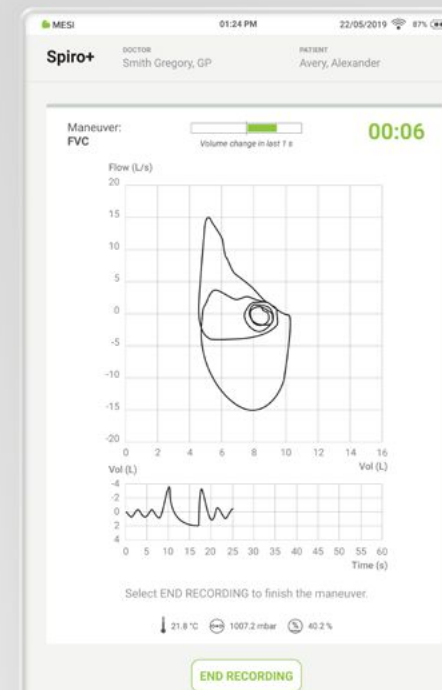 MESI 01:24 PM 22/05/2019 87%
Spiro+
DOCTOR
Smith Gregory, GP
PATIENT
Avery, Alexander
Maneuver:
FVC
Volume change in last 1 s
00:06
Flow (L/s)
20
15
10
5
0
-5
-10
-15
-20
0 2 4 6 8 10 12 14 16
Vol (L)
Vol (L)
-4
-2
0
2
4
0 5 10 15 20 25 30 35 40 45 50 55 60
Time (s)
Select END RECORDING to finish the maneuver.
21.8 °C 1007.2 mbar 40.2 %
END RECORDING